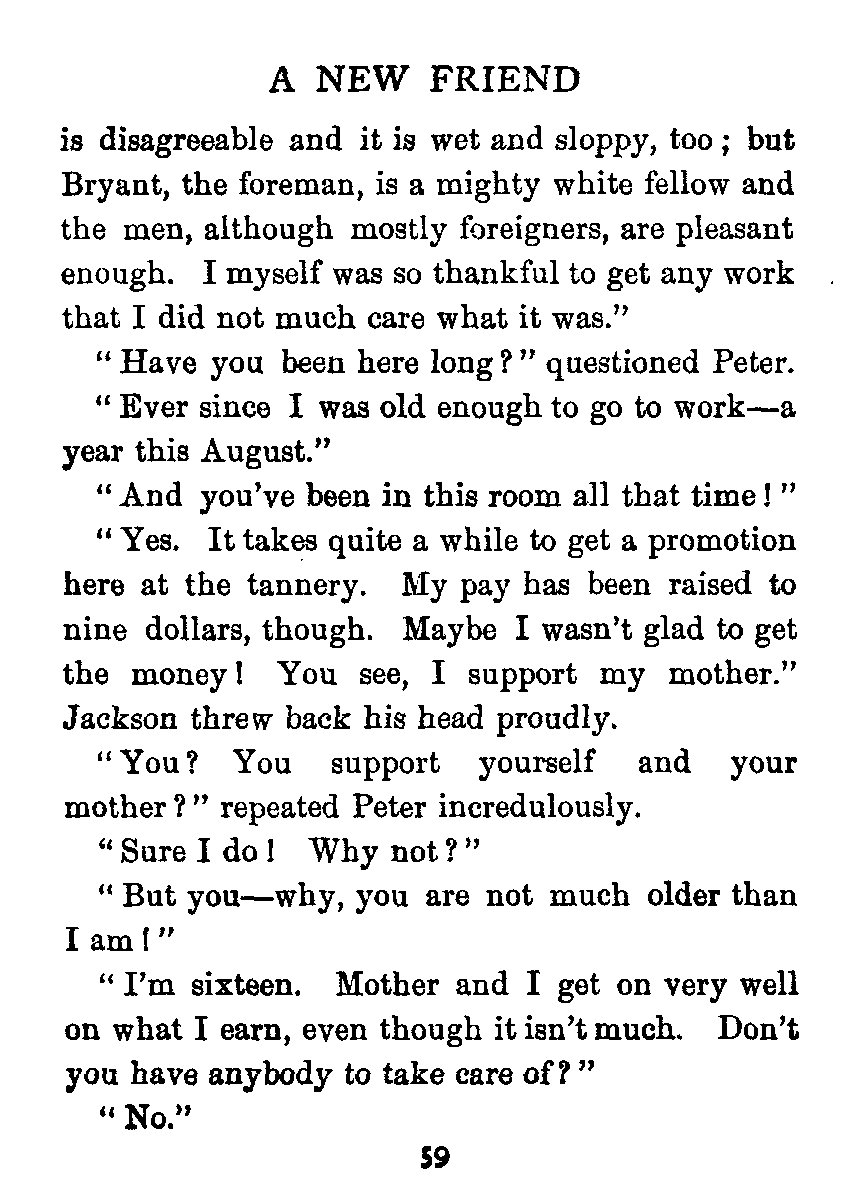 A NEW FRIEND
is disagreeable and it is wet and sloppy, too; but
Bryant, the foreman, is a mighty white fellow and
the men, although mostly foreigners, are pleasant
enough. I myself was so thankful to get any work
that I did not much care what it was."
"Have you been here long?" questioned Peter.
"Ever since I was old enough to go to work—a
year this August."
"And you've been in this room all that time!"
"Yes. It takes quite a while to get a promotion
here at the tannery. My pay has been raised to
nine dollars, though. Maybe I wasn't glad to get
the money! You see, I support my mother."
Jackson threw back his head proudly.
"You? You support yourself and your
mother?" repeated Peter incredulously.
"Sure I do! Why not?"
"But you—why, you are not much older than
I am!"
"I'm sixteen. Mother and I get on very well
on what I earn, even though it isn't much. Don't
you have anybody to take care of?"
"No."
59